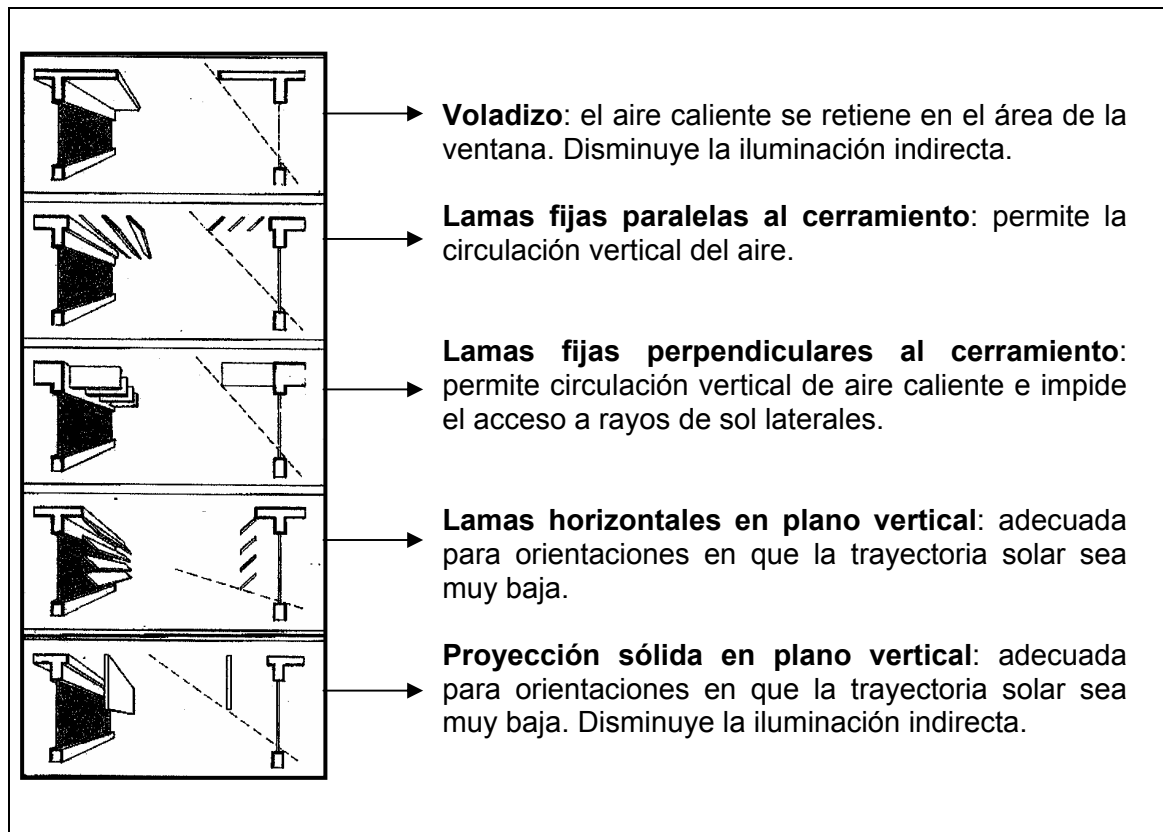 Voladizo: el aire caliente se retiene en el área de la
ventana. Disminuye la iluminación indirecta.
Lamas fijas paralelas al cerramiento: permite la
circulación vertical del aire.
Lamas fijas perpendiculares al cerramiento:
permite circulación vertical de aire caliente e impide
el acceso a rayos de sol laterales.
Lamas horizontales en plano vertical: adecuada
para orientaciones en que la trayectoria solar sea
muy baja.
Proyección sólida en plano vertical: adecuada
para orientaciones en que la trayectoria solar sea
muy baja. Disminuye la iluminación indirecta.